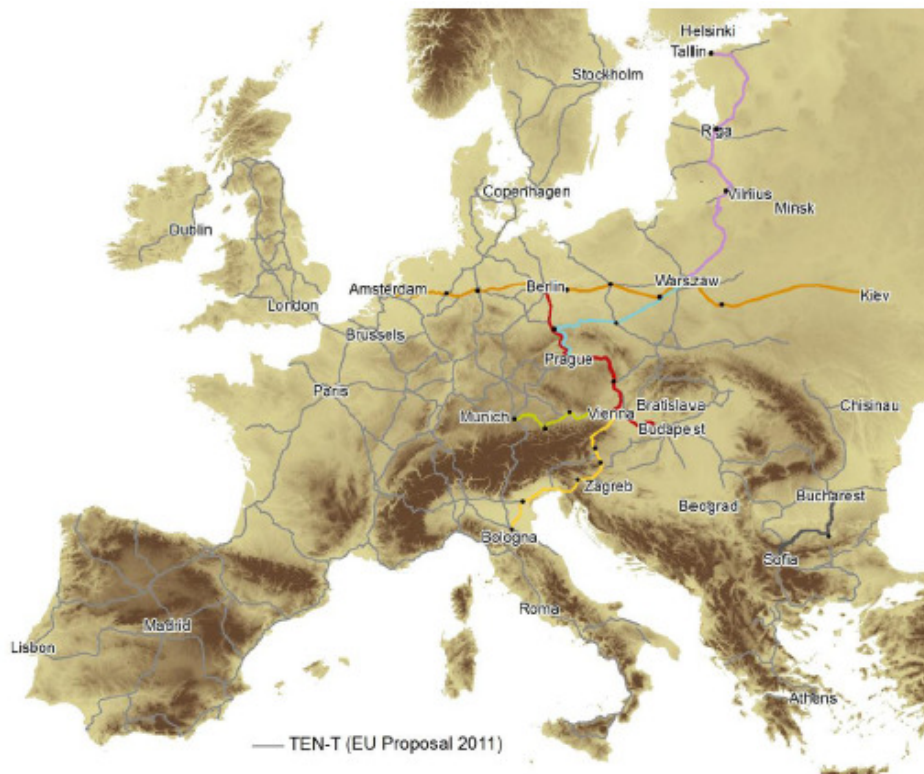 Helsinki
Tallin
Stockholm
Riga
Copenhagen
Vilnius
Minsk
Dublin
Amsterdam
Berlin
Warszaw
Kiev
London
Brussels
Prague
Paris
Munich
Vienna
Bratislava
Budapest
Chisinau
Zagreb
Beograd
Bucharest
Bologna
Sofia
Roma
Madrid
Lisbon
Athens
TEN-T (EU Proposal 2011)